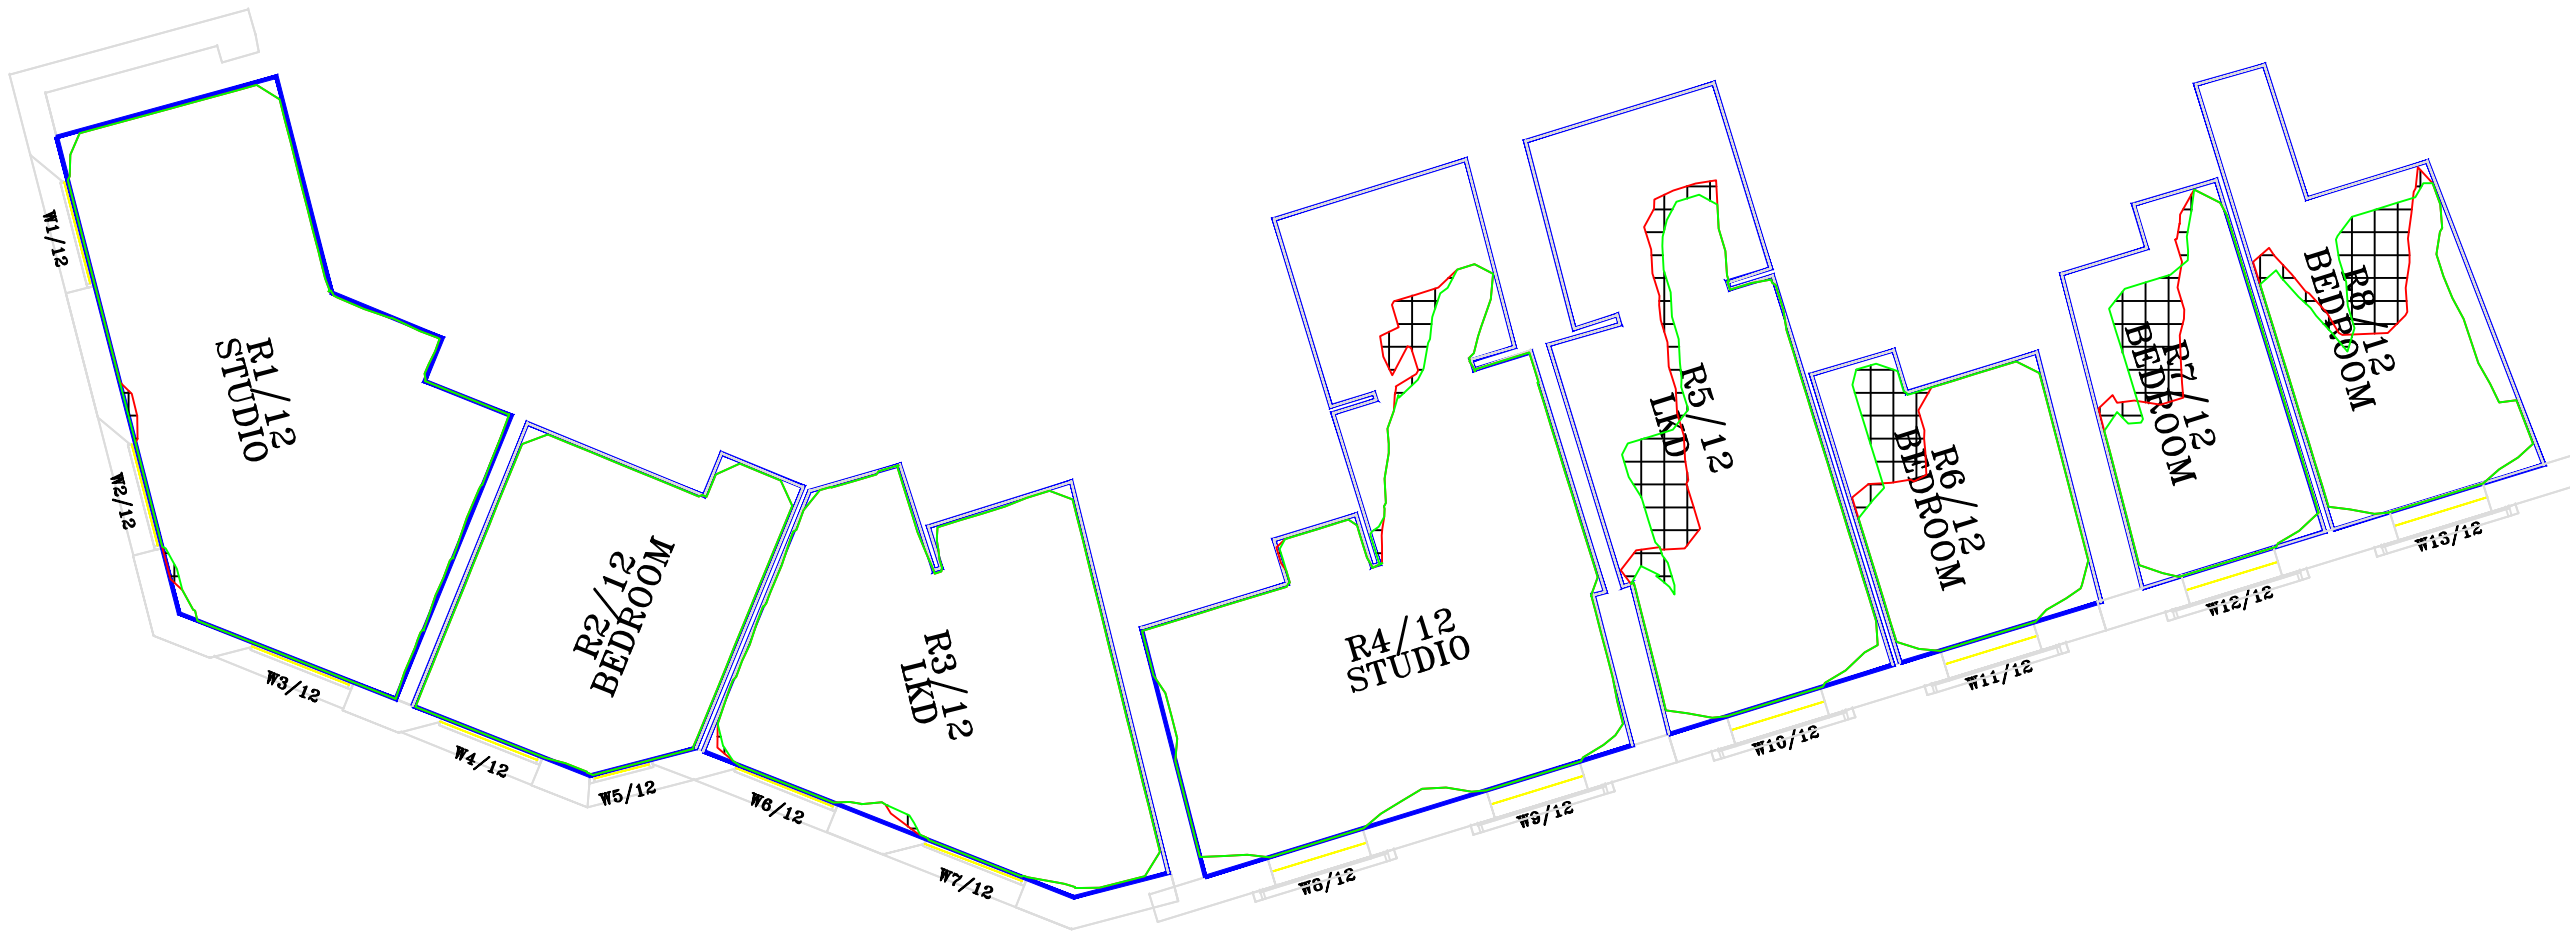 R1/12
STUDIO
R2/12
BEDROOM
R3/12
LKD
R4/12
STUDIO
R5/12
LKD
R6/12
BEDROOM
R7/12
BEDROOM
R8/12
BEDROOM
W1/12
W2/12
W3/12
W4/12
W5/12
W6/12
W7/12
W8/12
W9/12
W10/12
W11/12
W12/12
W13/12